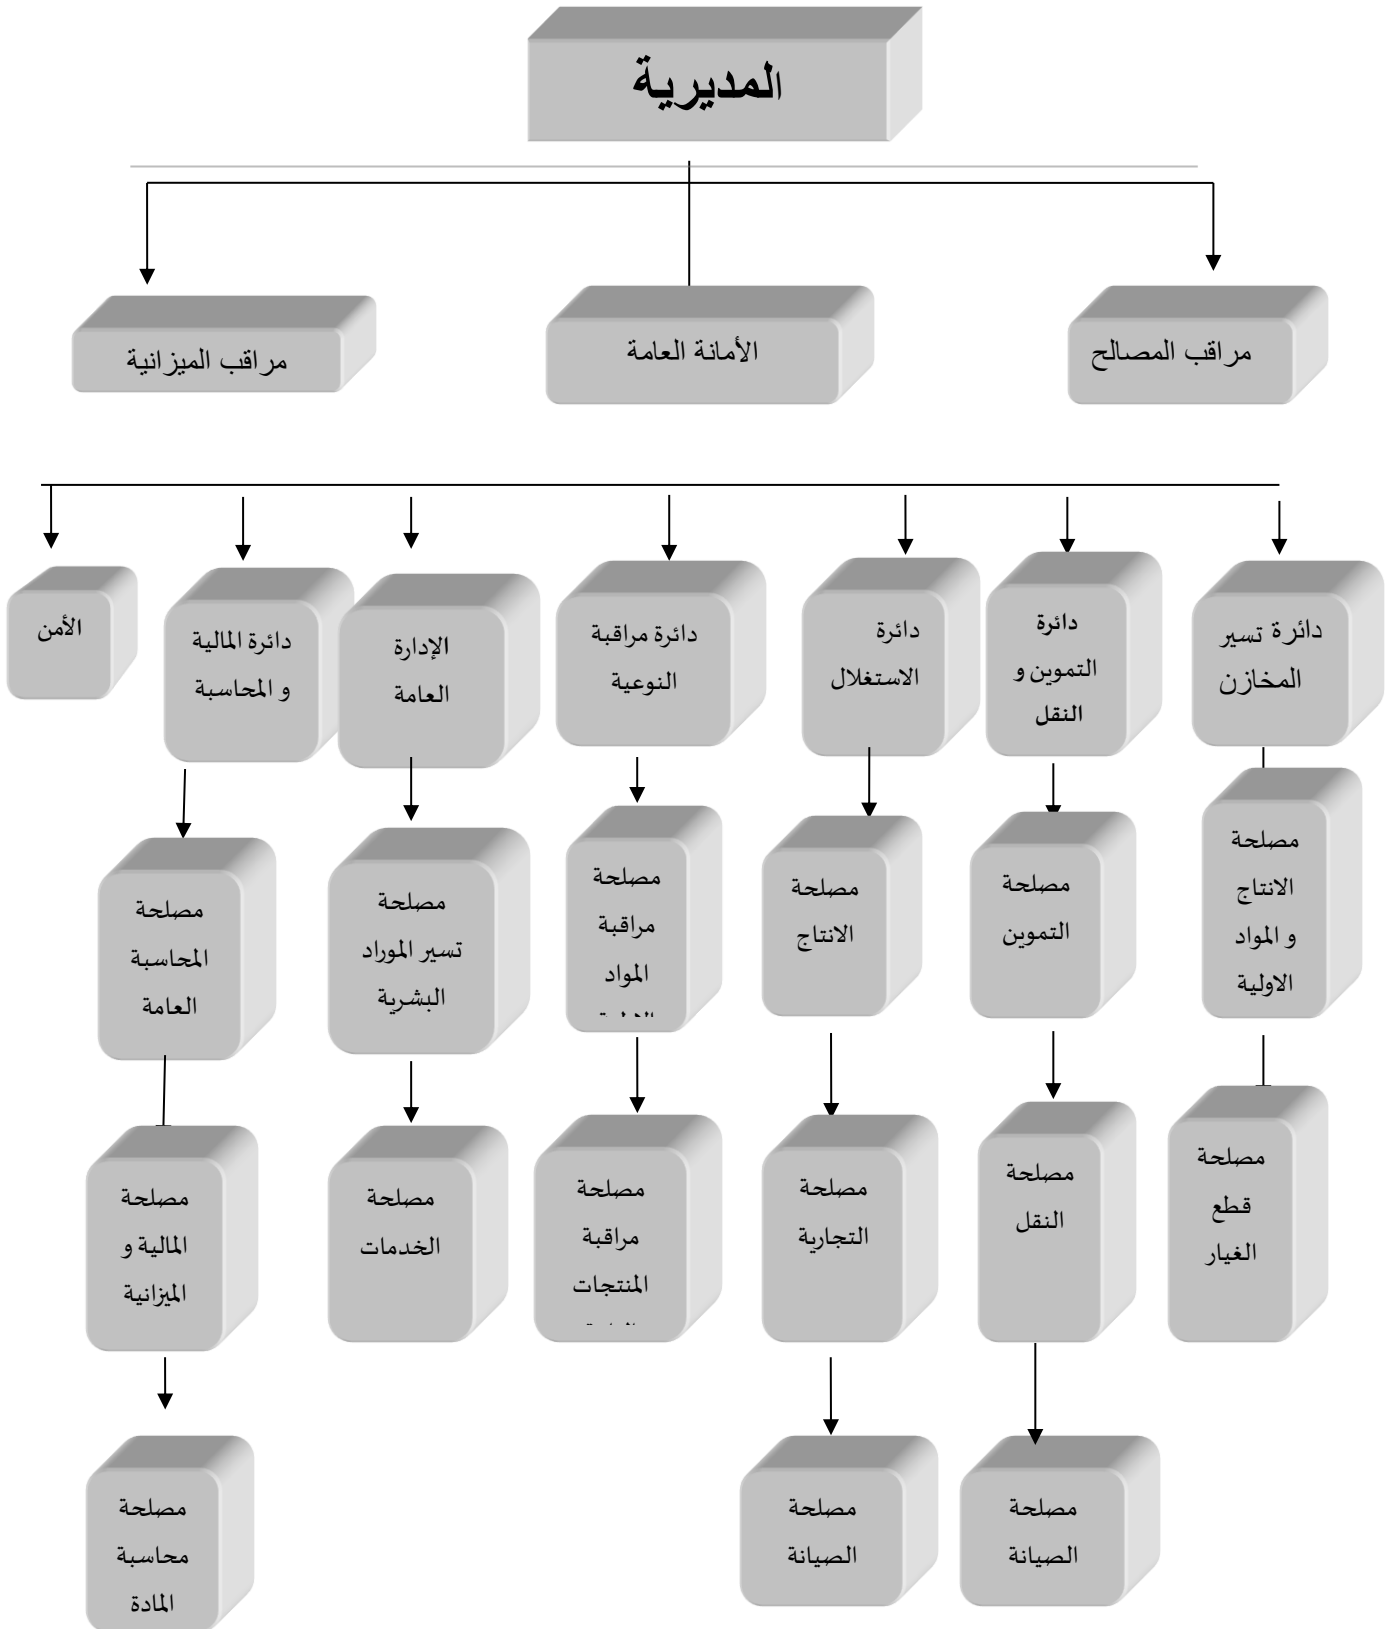 المديرية
مراقب المصالح
الأمانة العامة
مراقب الميزانية
دائرة تسير
المخازن
دائرة
التموين و
النقل
دائرة
الاستغلال
دائرة مراقبة
النوعية
الإدارة
العامة
دائرة المالية
و المحاسبة
الأمن
مصلحة
الانتاج
و المواد
الاولية
مصلحة
التموين
مصلحة
الانتاج
مصلحة
مراقبة
المواد
مصلحة
تسير الموراد
البشرية
مصلحة
المحاسبة
العامة
مصلحة
قطع
الغيار
مصلحة
النقل
مصلحة
التجارية
مصلحة
مراقبة
المنتجات
مصلحة
الخدمات
مصلحة
المالية و
الميزانية
مصلحة
الصيانة
مصلحة
الصيانة
مصلحة
محاسبة
المادة